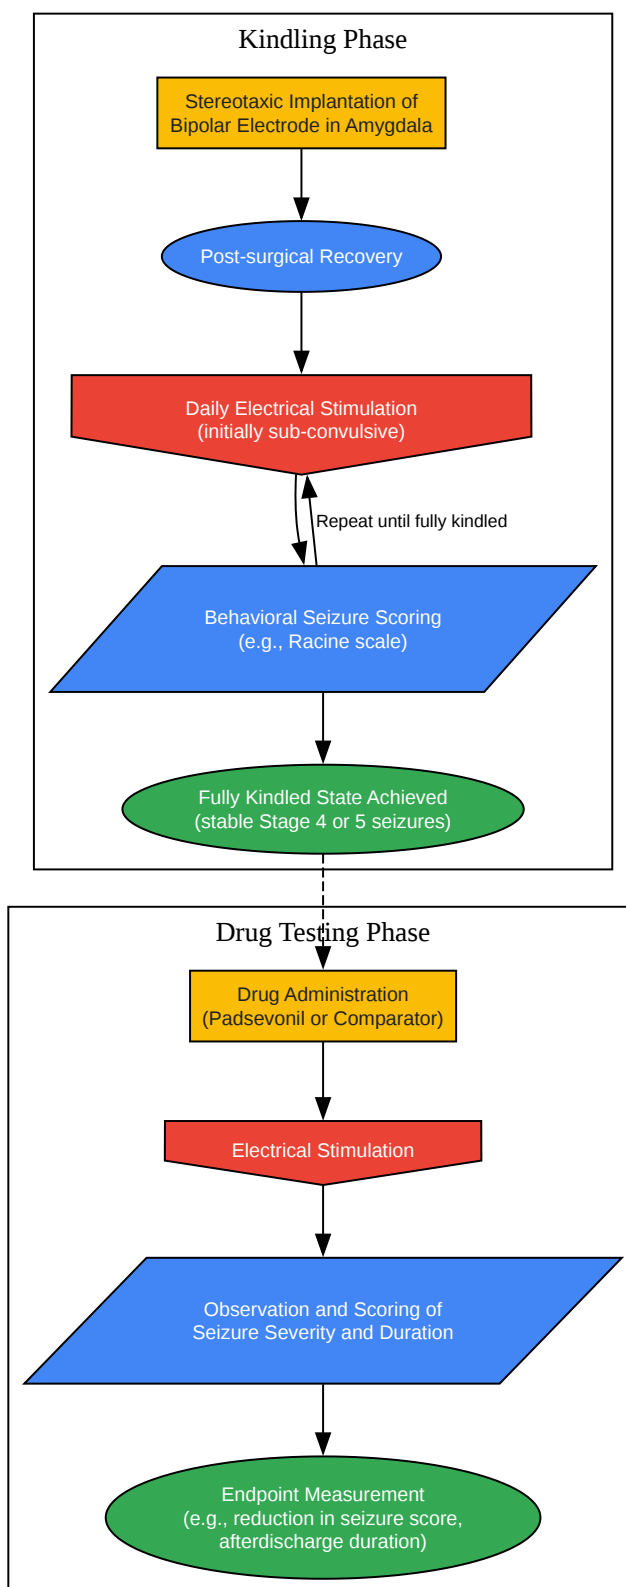 Kindling Phase
Stereotaxic Implantation of
Bipolar Electrode in Amygdala
Post-surgical Recovery
Daily Electrical Stimulation
(initially sub-convulsive)
Repeat until fully kindled
Behavioral Seizure Scoring
(e.g., Racine scale)
Fully Kindled State Achieved
(stable Stage 4 or 5 seizures)
Drug Testing Phase
Drug Administration
(Padsevonil or Comparator)
Electrical Stimulation
Observation and Scoring of
Seizure Severity and Duration
Endpoint Measurement
(e.g., reduction in seizure score,
afterdischarge duration)